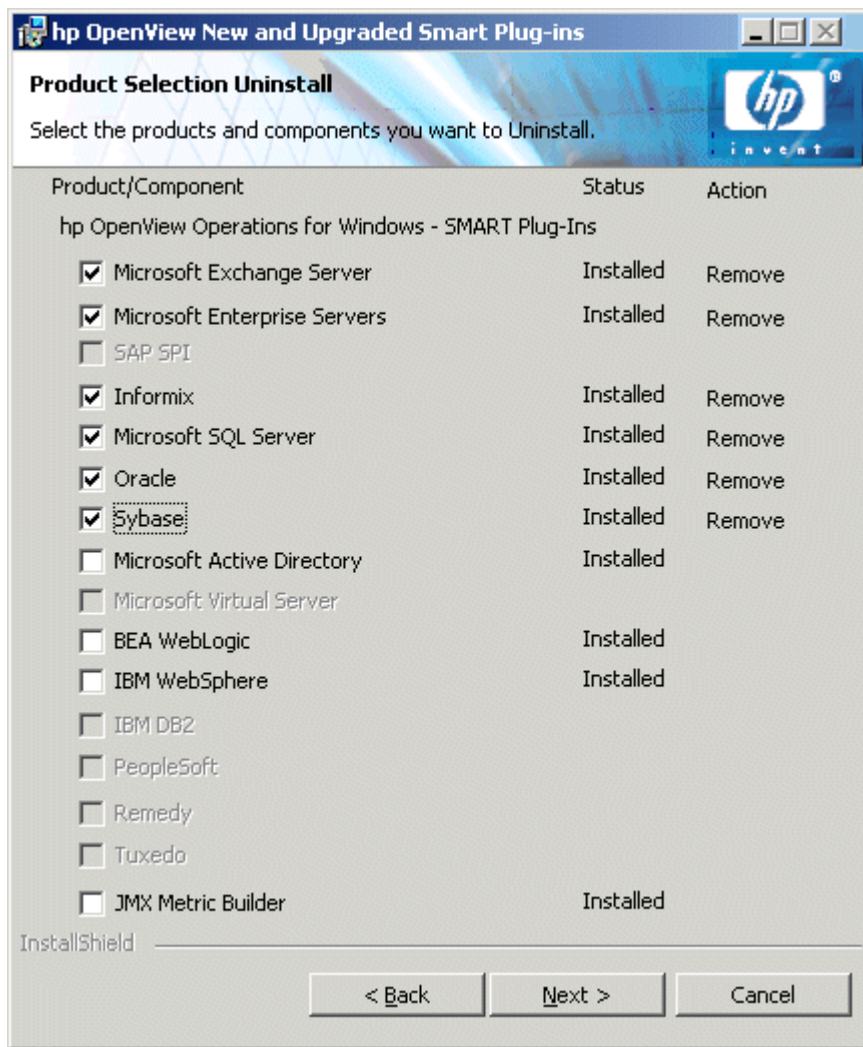 hp OpenView New and Upgraded Smart Plug-ins
Product Selection Uninstall
Select the products and components you want to Uninstall.
hp ®
invent
Product/Component Status Action
hp OpenView Operations for Windows - SMART Plug-Ins
Microsoft Exchange Server Installed Remove
Microsoft Enterprise Servers Installed Remove
SAP SPI
Informix Installed Remove
Microsoft SQL Server Installed Remove
Oracle Installed Remove
Sybase Installed Remove
Microsoft Active Directory Installed
Microsoft Virtual Server
BEA WebLogic Installed
IBM WebSphere Installed
IBM DB2
PeopleSoft
Remedy
Tuxedo
JMX Metric Builder Installed
InstallShield
< Back Next > Cancel